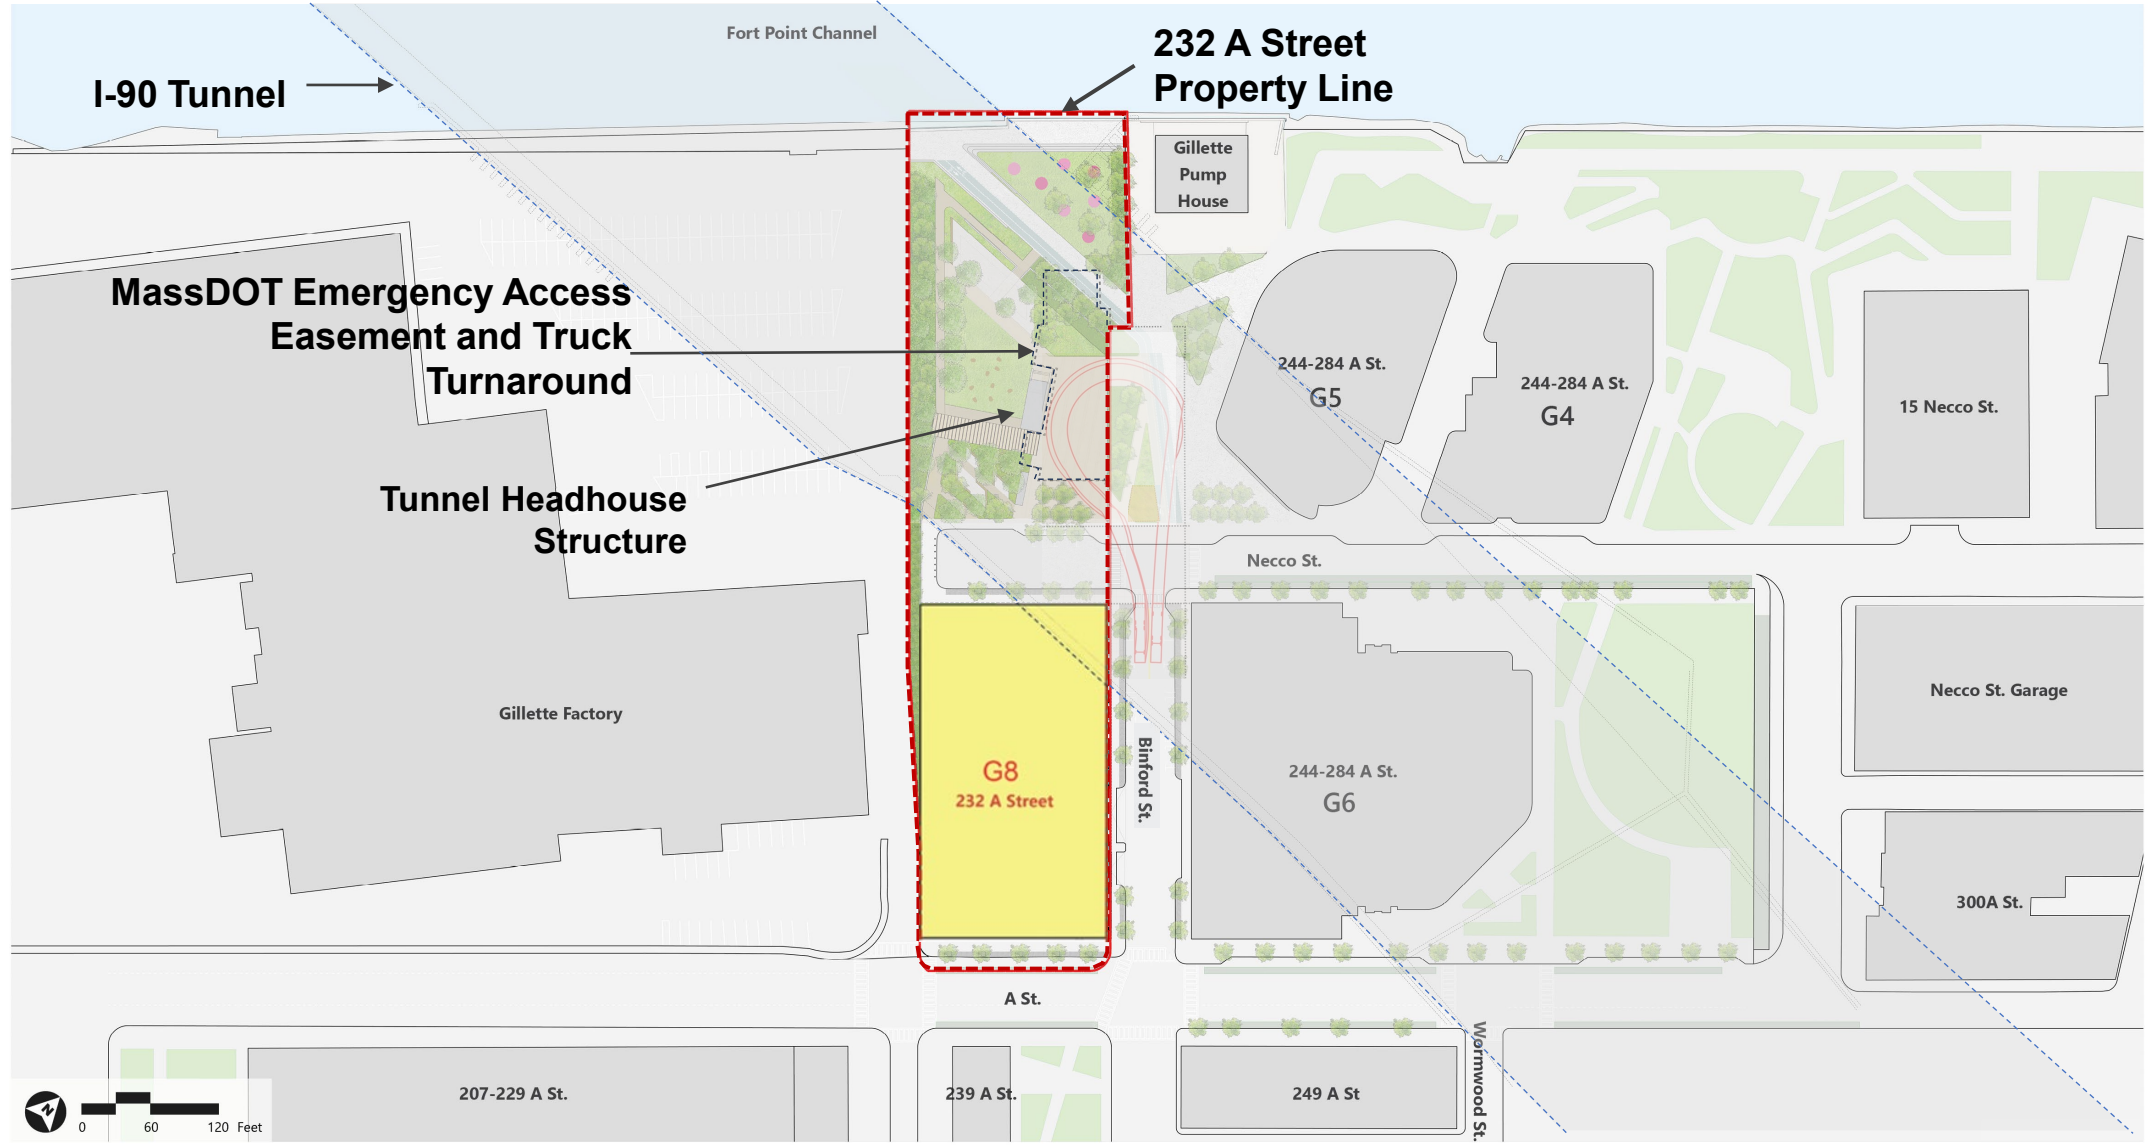 Fort Point Channel
232 A Street
Property Line
I-90 Tunnel
Gillette
Pump
House
MassDOT Emergency Access
Easement and Truck
Turnaround
244-284 A St.
G5
244-284 A St.
G4
15 Necco St.
Tunnel Headhouse
Structure
Necco St.
Gillette Factory
Necco St. Garage
G8
232 A Street
Binford St.
244-284 A St.
G6
300A St.
A St.
Wormwood St.
207-229 A St.
239 A St.
249 A St
N
0 60 120 Feet